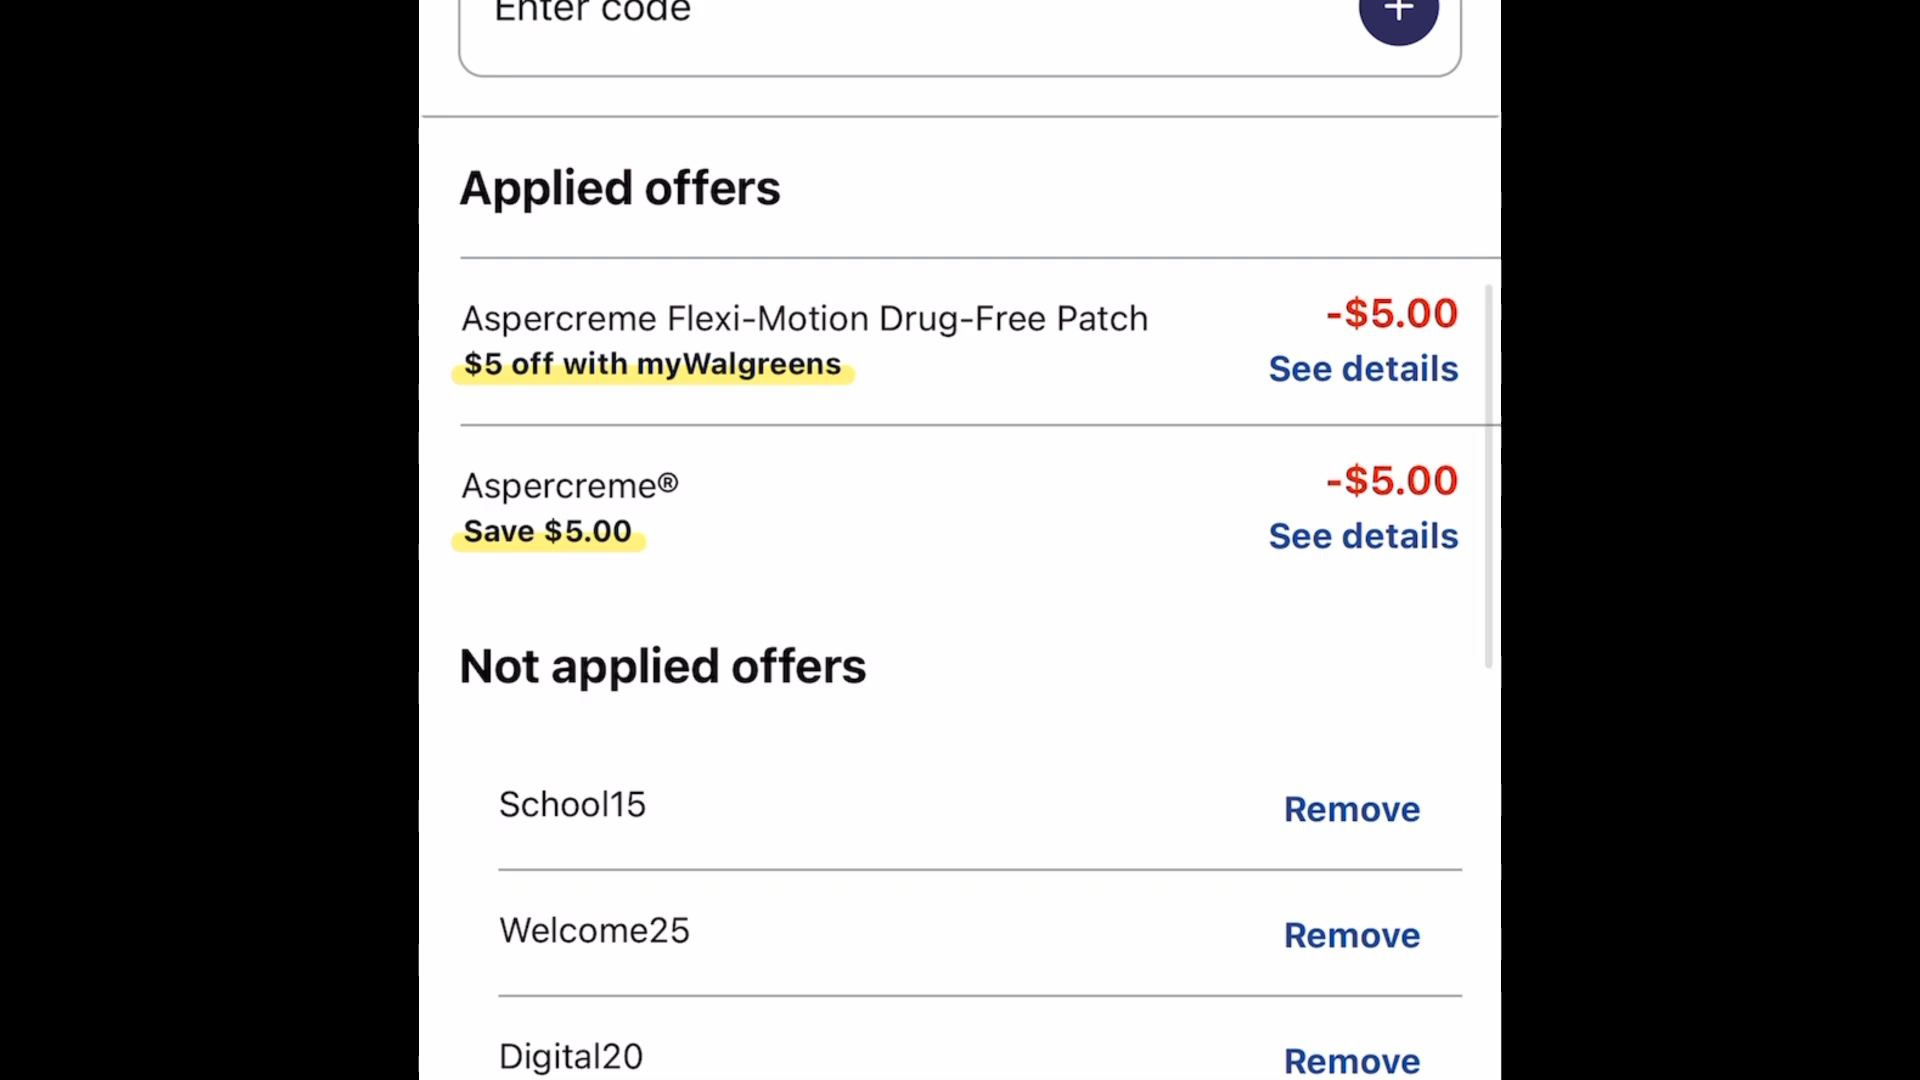 Enter code
Applied offers
Aspercreme Flexi-Motion Drug-Free Patch
-$5.00
$5 off with myWalgreens
See details
Aspercreme®
-$5.00
Save $5.00
See details
Not applied offers
School15
Remove
Welcome25
Remove
Digital20
Remove